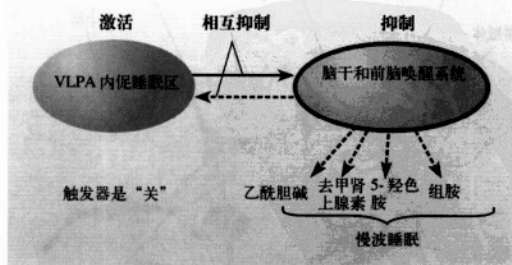 激活
相互抑制
抑制
VLPA 内促睡眠区
脑干和前脑唤醒系统
触发器是“关”
乙酰胆碱
去甲肾
上腺素
5-羟色
胺
组胺
慢波睡眠